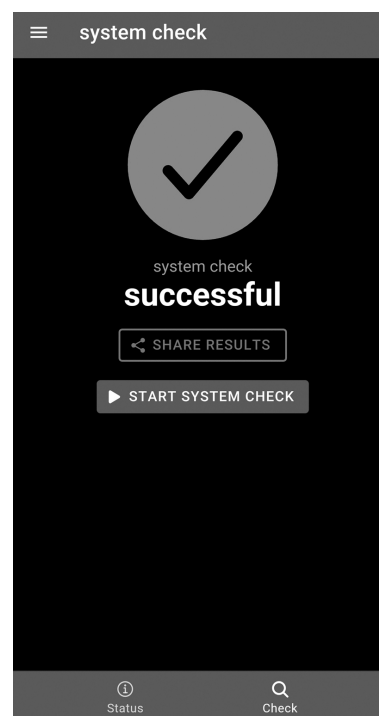 system check
system check
successful
SHARE RESULTS
START SYSTEM CHECK
Status
Check